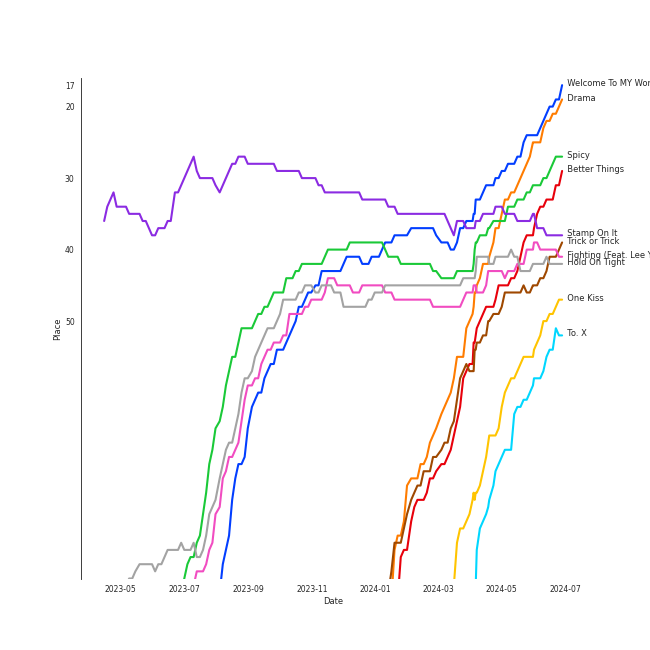 17
20
30
40
50
Place
2023-05
2023-07
2023-09
2023-11
2024-01
2024-03
2024-05
2024-07
Date
Welcome To MY Wor
Drama
Spicy
Better Things
Stamp On It
Trick or Trick
Fighting (Feat. Lee Y
Hold On Tight
One Kiss
To. X